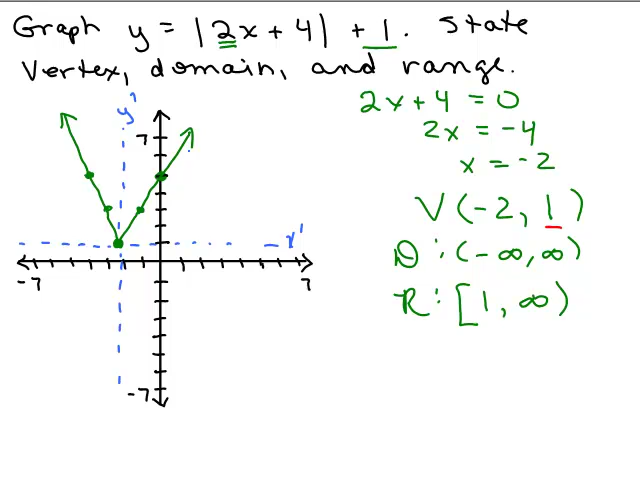 Graph y = |2x + 4| + 1. State
Vertex, domain, and range.
2x + 4 = 0
2x = -4
x = -2
V(-2, 1)
D: (-∞, ∞)
R: [1, ∞)
y'
7
x'
-7
7
-7